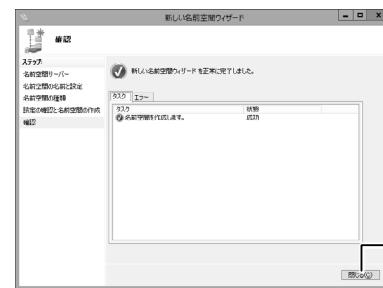 新しい名前空間ウィザード
確認
ステップ:
名前空間サーバー
名前空間の名前と設定
名前空間の種類
設定の確認と名前空間の作成
確認
新しい名前空間ウィザードを正常に完了しました。
タスク エラー
タスク 状態
名前空間を作成します。 成功
閉じる(C)